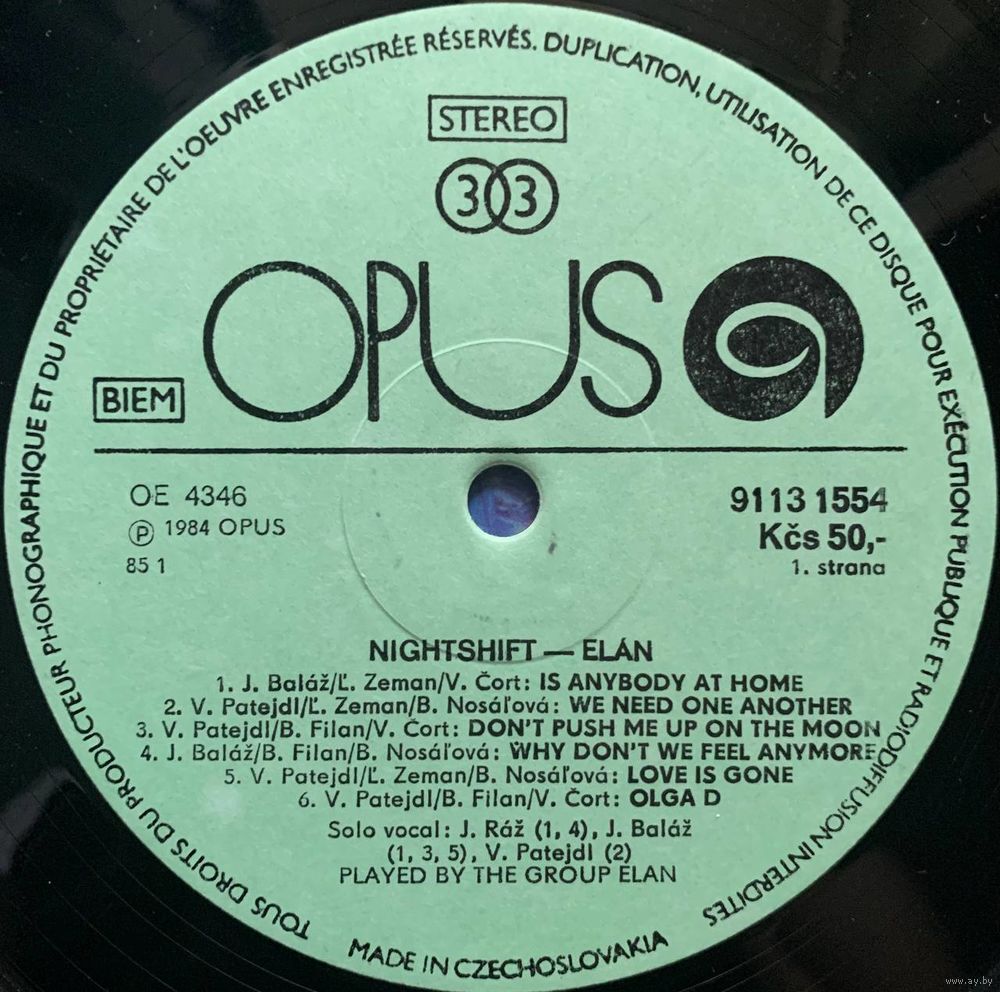 TOUS DROITS DU PRODUCTEUR PHONOGRAPHIQUE ET DU PROPRIÉTAIRE DE L'OEUVRE ENREGISTRÉE RÉSERVÉS. DUPLICATION, UTILISATION DE CE DISQUE POUR EXÉCUTION PUBLIQUE ET RADIODIFFUSION INTERDITES
STEREO
33
OPUS
BIEM
OE 4346
Ⓟ 1984 OPUS
85 1
9113 1554
Kčs 50,-
1. strana
NIGHTSHIFT — ELÁN
1. J. Baláž/Ľ. Zeman/V. Čort: IS ANYBODY AT HOME
2. V. Patejdl/Ľ. Zeman/B. Nosáľová: WE NEED ONE ANOTHER
3. V. Patejdl/B. Filan/V. Čort: DON'T PUSH ME UP ON THE MOON
4. J. Baláž/B. Filan/B. Nosáľová: WHY DON'T WE FEEL ANYMORE
5. V. Patejdl/Ľ. Zeman/B. Nosáľová: LOVE IS GONE
6. V. Patejdl/B. Filan/V. Čort: OLGA D
Solo vocal: J. Ráž (1, 4), J. Baláž
(1, 3, 5), V. Patejdl (2)
PLAYED BY THE GROUP ELAN
MADE IN CZECHOSLOVAKIA
www.ay.by